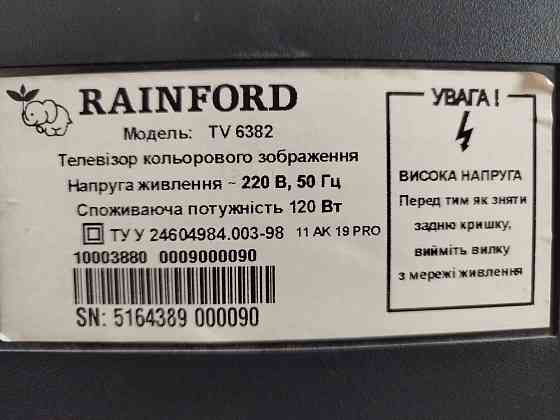 RAINFORD
Модель: TV 6382
Телевізор кольорового зображення
Напруга живлення ~ 220 В, 50 Гц
Споживаюча потужність 120 Вт
ТУ У 24604984.003-98 11 AK 19 PRO
10003880 0009000090
SN: 5164389 000090
УВАГА !
ВИСОКА НАПРУГА
Перед тим як зняти
задню кришку,
вийміть вилку
з мережі живлення